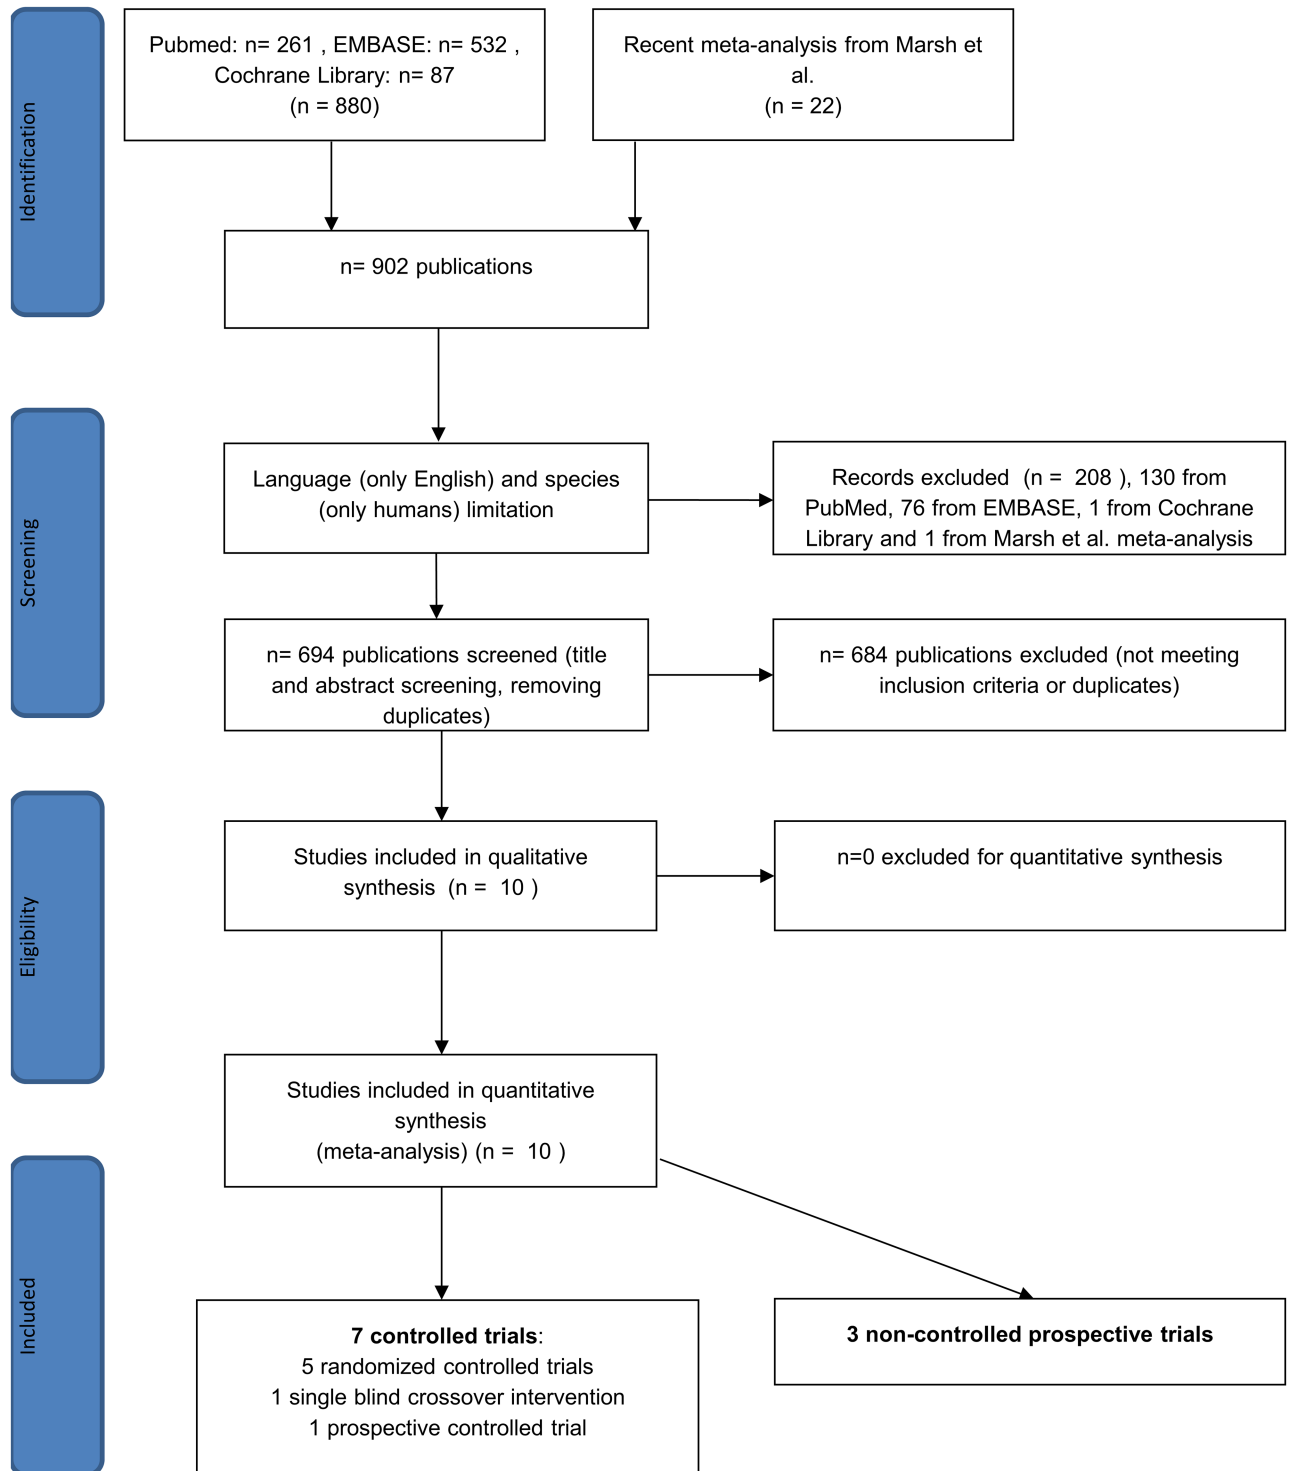 Identification
Pubmed: n= 261 , EMBASE: n= 532 ,
Cochrane Library: n= 87
(n = 880)
Recent meta-analysis from Marsh et
al.
(n = 22)
n= 902 publications
Screening
Language (only English) and species
(only humans) limitation
Records excluded (n = 208 ), 130 from
PubMed, 76 from EMBASE, 1 from Cochrane
Library and 1 from Marsh et al. meta-analysis
n= 694 publications screened (title
and abstract screening, removing
duplicates)
n= 684 publications excluded (not meeting
inclusion criteria or duplicates)
Eligibility
Studies included in qualitative
synthesis (n = 10 )
n=0 excluded for quantitative synthesis
Studies included in quantitative
synthesis
(meta-analysis) (n = 10 )
Included
7 controlled trials:
5 randomized controlled trials
1 single blind crossover intervention
1 prospective controlled trial
3 non-controlled prospective trials